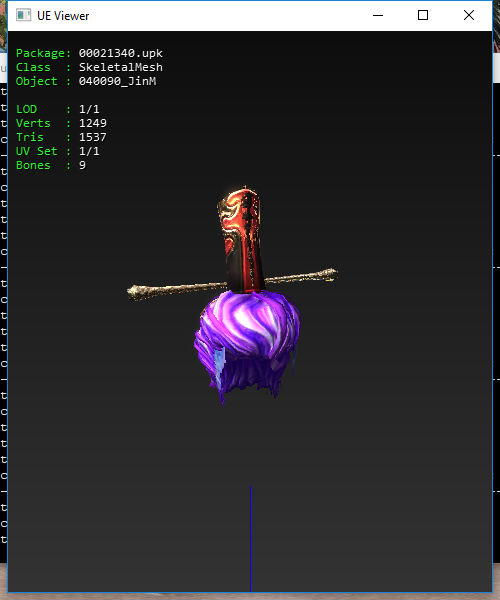 UE Viewer
Package: 00021340.upk
Class  : SkeletalMesh
Object : 040090_JinM
LOD    : 1/1
Verts  : 1249
Tris   : 1537
UV Set : 1/1
Bones  : 9